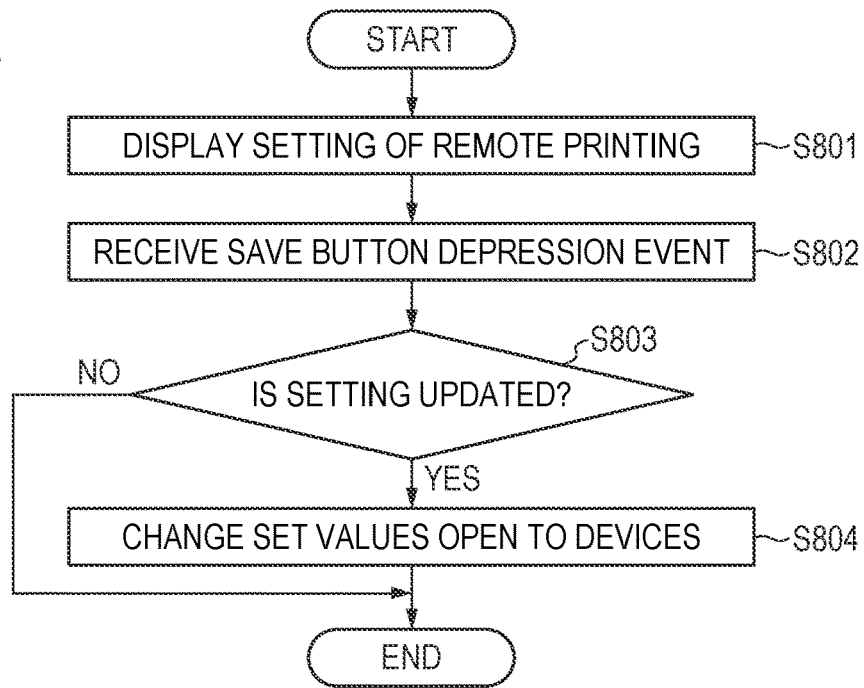 START
DISPLAY SETTING OF REMOTE PRINTING
S801
RECEIVE SAVE BUTTON DEPRESSION EVENT
S802
S803
NO
IS SETTING UPDATED?
YES
CHANGE SET VALUES OPEN TO DEVICES
S804
END